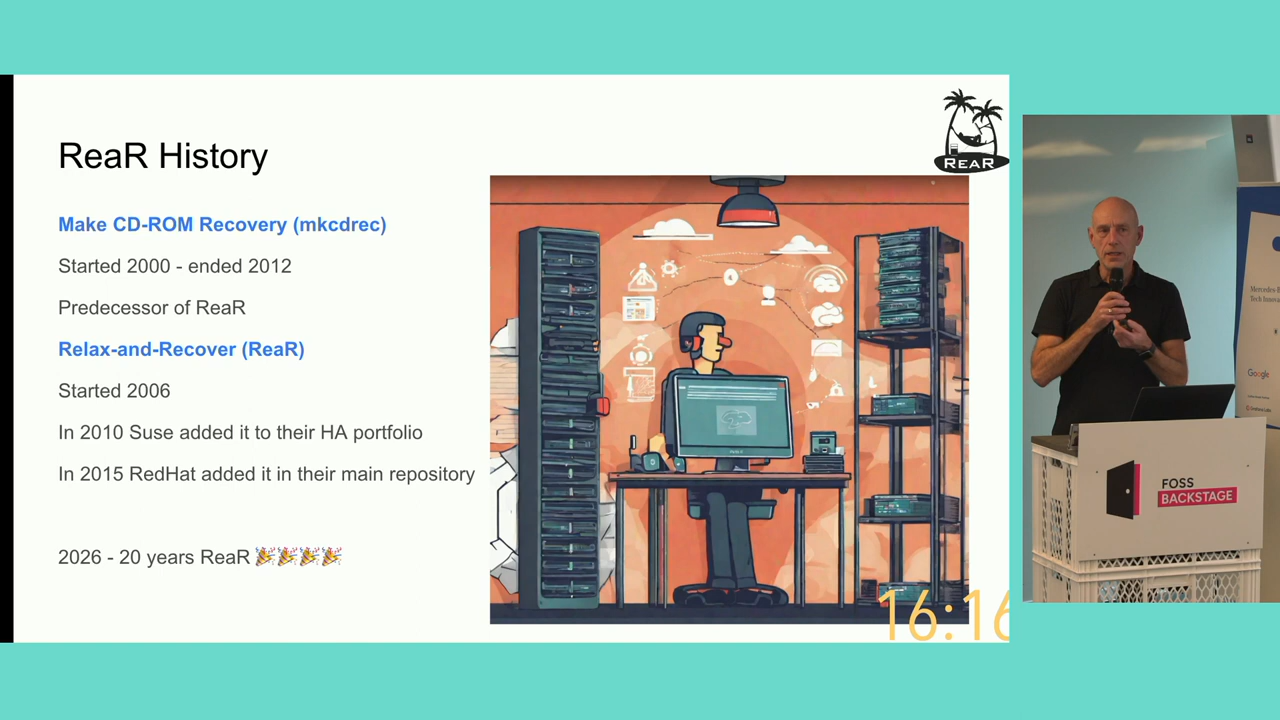 ReaR History
Make CD-ROM Recovery (mkcdrec)
Started 2000 - ended 2012
Predecessor of ReaR
Relax-and-Recover (ReaR)
Started 2006
In 2010 Suse added it to their HA portfolio
In 2015 RedHat added it in their main repository
2026 - 20 years ReaR 🎉🎉🎉🎉
REAR
16:16
Google
FOSS
BACKSTAGE